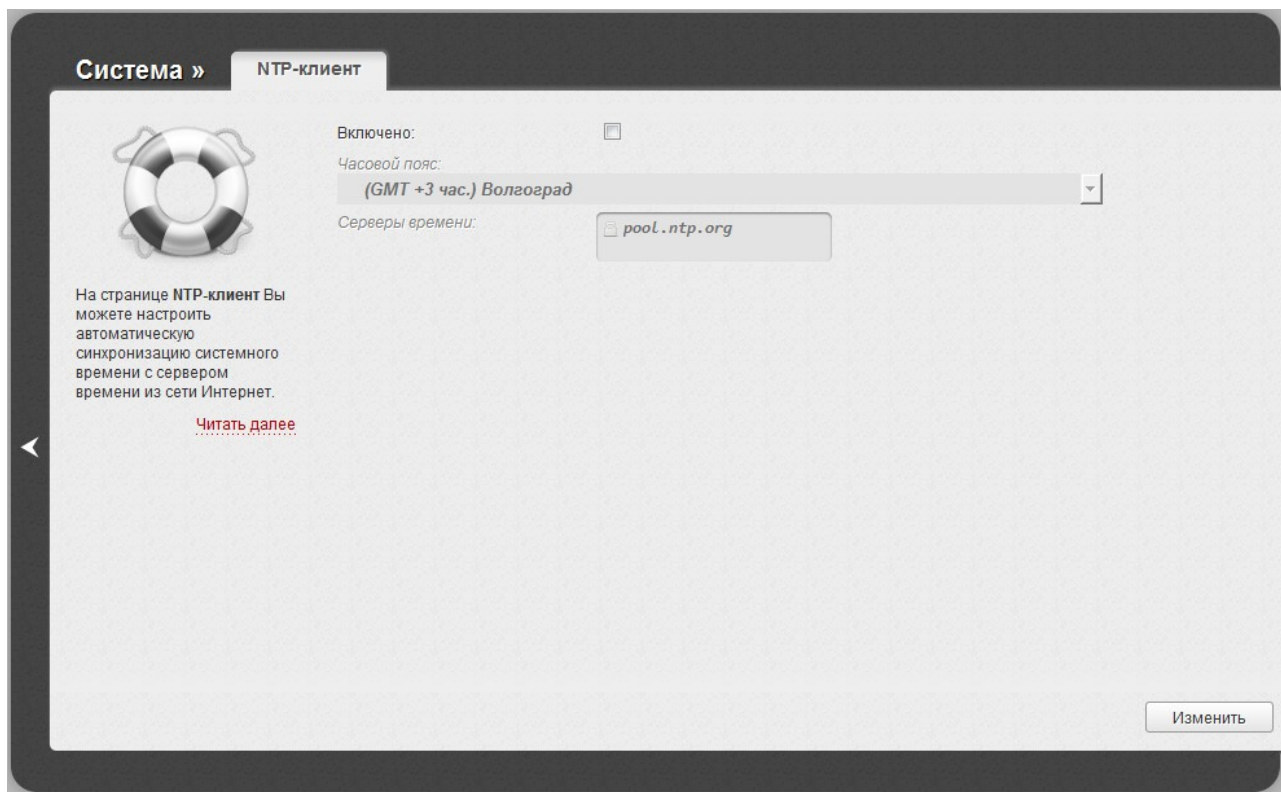 Система »
NTP-клиент
Включено:
Часовой пояс:
(GMT +3 час.) Волгоград
Серверы времени:
pool.ntp.org
На странице NTP-клиент Вы
можете настроить
автоматическую
синхронизацию системного
времени с сервером
времени из сети Интернет.
Читать далее
Изменить